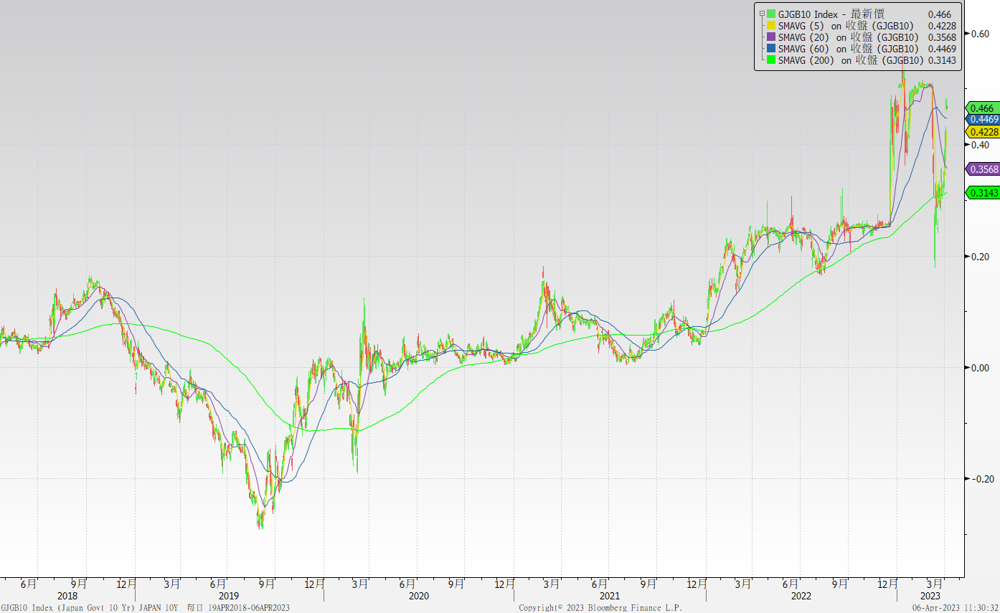 GJGB10 Index - 最新價 0.466
SMAVG (5) on 收盤 (GJGB10) 0.4228
SMAVG (20) on 收盤 (GJGB10) 0.3568
SMAVG (60) on 收盤 (GJGB10) 0.4469
SMAVG (200) on 收盤 (GJGB10) 0.3143
0.60
0.466
0.4469
0.4228
0.40
0.3568
0.3143
0.20
0.00
-0.20
6月 9月 12月 3月 6月 9月 12月 3月 6月 9月 12月 3月 6月 9月 12月 3月 6月 9月 12月 3月
2018 2019 2020 2021 2022 2023
GJGB10 Index (Japan Govt 10 Yr) JAPAN 10Y 每日 19APR2018-06APR2023 Copyright© 2023 Bloomberg Finance L.P. 06-Apr-2023 11:30:32